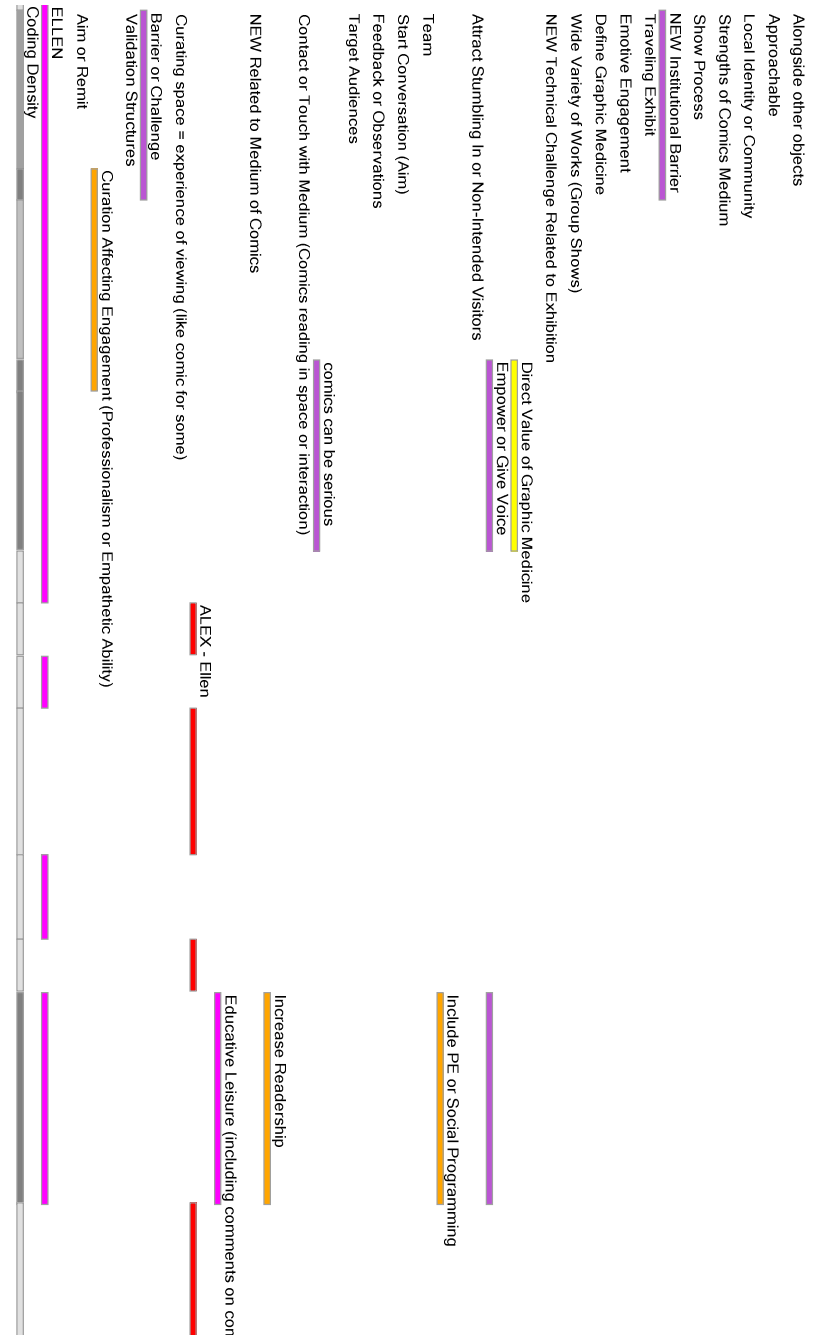 Alongside other objects
Approachable
Local Identity or Community
Strengths of Comics Medium
Show Process
NEW Institutional Barrier
Traveling Exhibit
Emotive Engagement
Define Graphic Medicine
Wide Variety of Works (Group Shows)
NEW Technical Challenge Related to Exhibition
Direct Value of Graphic Medicine
Empower or Give Voice
Attract Stumbling In or Non-Intended Visitors
Include PE or Social Programming
Team
Start Conversation (Aim)
Feedback or Observations
Target Audiences
comics can be serious
Contact or Touch with Medium (Comics reading in space or interaction)
Increase Readership
NEW Related to Medium of Comics
Educative Leisure (including comments on con
ALEX - Ellen
Curating space = experience of viewing (like comic for some)
Barrier or Challenge
Validation Structures
Curation Affecting Engagement (Professionalism or Empathetic Ability)
Aim or Remit
ELLEN
Coding Density